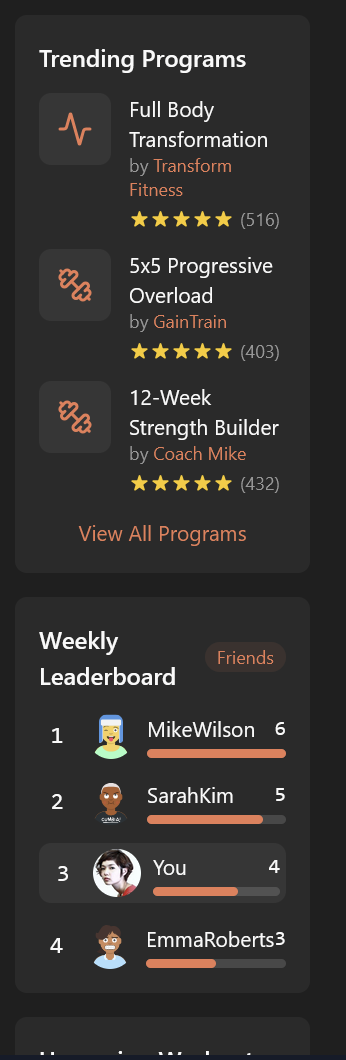 Trending Programs
Full Body
Transformation
by Transform
Fitness
(516)
5x5 Progressive
Overload
by GainTrain
(403)
12-Week
Strength Builder
by Coach Mike
(432)
View All Programs
Weekly
Leaderboard
Friends
1 MikeWilson 6
2 SarahKim 5
3 You 4
4 EmmaRoberts3